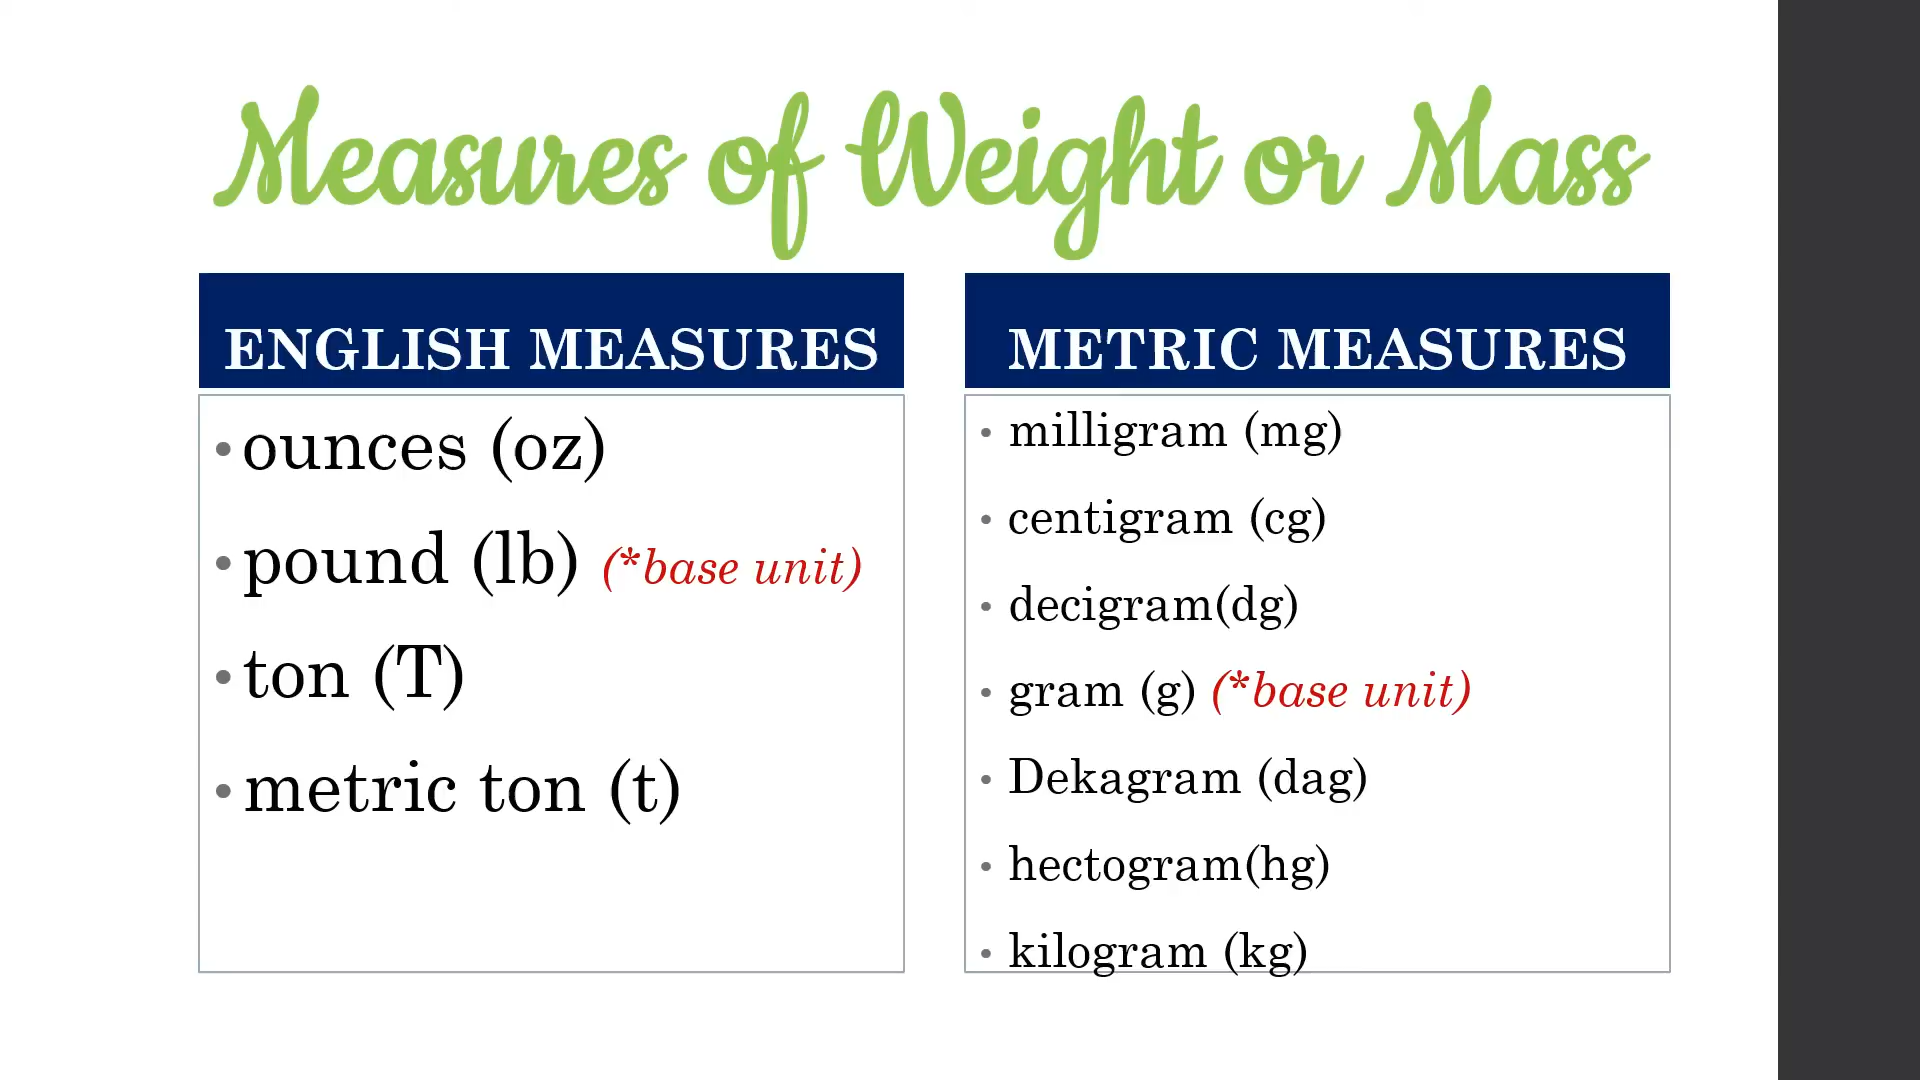 Measures of Weight or Mass
ENGLISH MEASURES
• ounces (oz)
• pound (lb) (*base unit)
• ton (T)
• metric ton (t)
METRIC MEASURES
• milligram (mg)
• centigram (cg)
• decigram(dg)
• gram (g) (*base unit)
• Dekagram (dag)
• hectogram(hg)
• kilogram (kg)